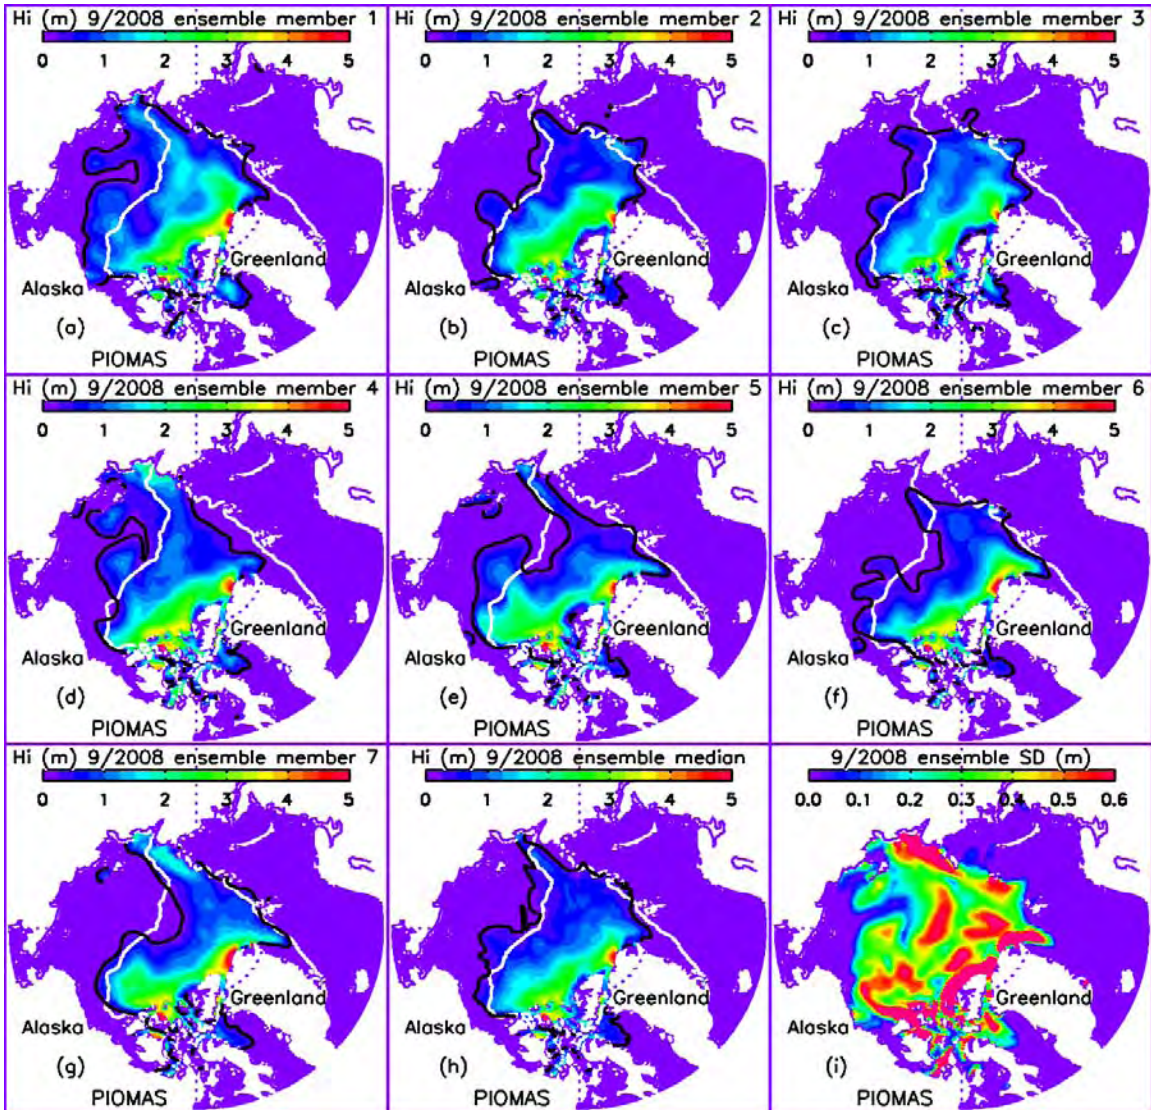 Hi (m) 9/2008 ensemble member 1
0 1 2 3 4 5
Greenland
Alaska
(a)
PIOMAS
Hi (m) 9/2008 ensemble member 2
0 1 2 3 4 5
Greenland
Alaska
(b)
PIOMAS
Hi (m) 9/2008 ensemble member 3
0 1 2 3 4 5
Greenland
Alaska
(c)
PIOMAS
Hi (m) 9/2008 ensemble member 4
0 1 2 3 4 5
Greenland
Alaska
(d)
PIOMAS
Hi (m) 9/2008 ensemble member 5
0 1 2 3 4 5
Greenland
Alaska
(e)
PIOMAS
Hi (m) 9/2008 ensemble member 6
0 1 2 3 4 5
Greenland
Alaska
(f)
PIOMAS
Hi (m) 9/2008 ensemble member 7
0 1 2 3 4 5
Greenland
Alaska
(g)
PIOMAS
Hi (m) 9/2008 ensemble median
0 1 2 3 4 5
Greenland
Alaska
(h)
PIOMAS
9/2008 ensemble SD (m)
0.0 0.1 0.2 0.3 0.4 0.5 0.6
Greenland
Alaska
(i)
PIOMAS